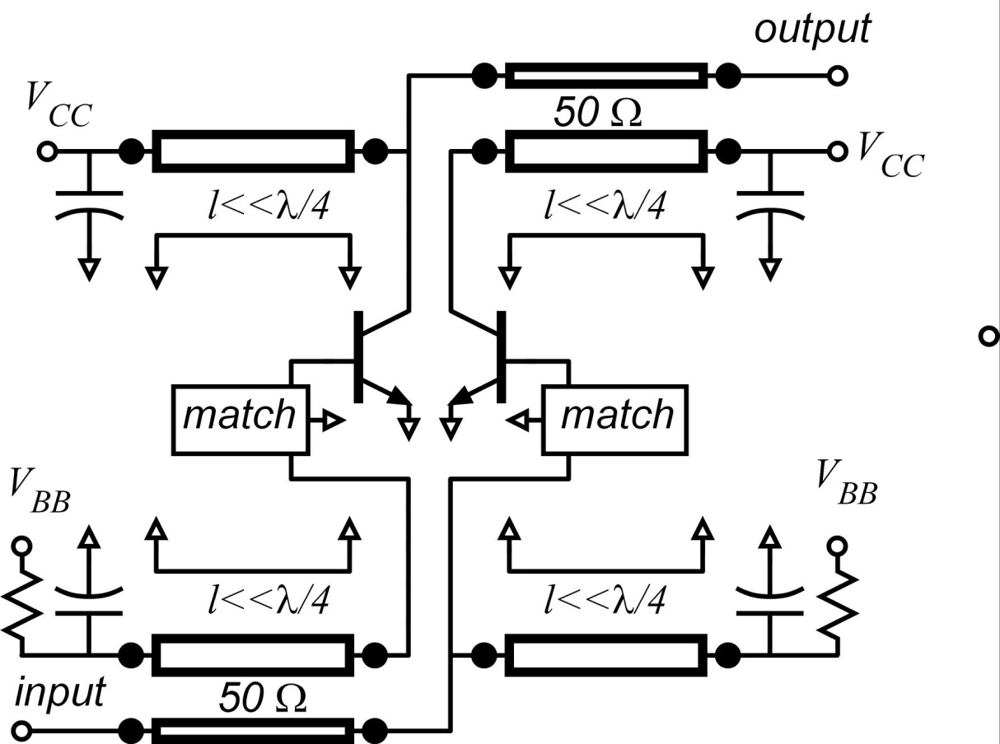 output
V_CC
50 Ω
V_CC
l<<λ/4
l<<λ/4
match
match
V_BB
V_BB
l<<λ/4
l<<λ/4
input
50 Ω